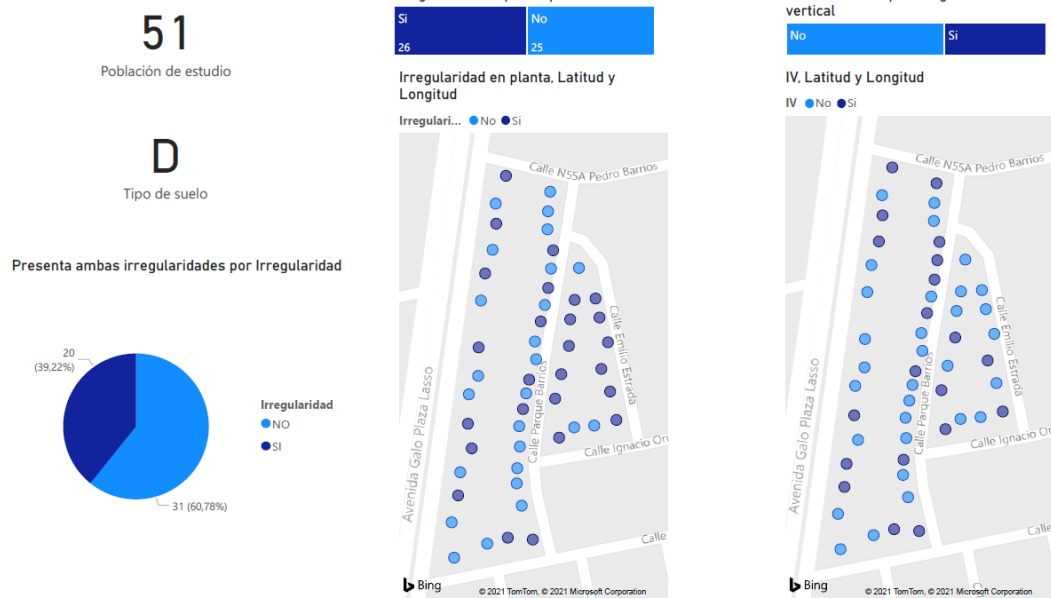 51
Población de estudio
D
Tipo de suelo
Presenta ambas irregularidades por Irregularidad
20
(39,22%)
31 (60,78%)
Irregularidad
NO
SI
Si
No
26
25
Irregularidad en planta, Latitud y
Longitud
Irregulari... No Si
Calle N55A Pedro Barrios
Avenida Galo Plaza Lasso
Calle Parque Barrios
Calle Emilio Estrada
Calle Ignacio Oru
Calle
Bing
© 2021 TomTom, © 2021 Microsoft Corporation
vertical
No
Si
IV, Latitud y Longitud
IV No Si
Calle N55A Pedro Barrios
Avenida Galo Plaza Lasso
Calle Parque Barrios
Calle Emilio Estrada
Calle Ignacio Or
Calle
Bing
© 2021 TomTom, © 2021 Microsoft Corporation